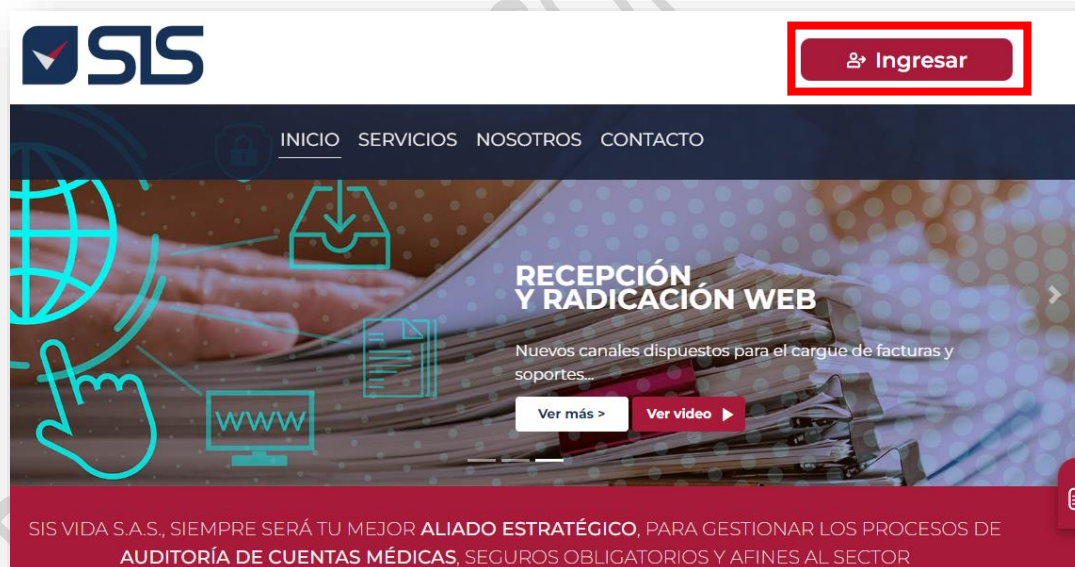 SIS
Ingresar
INICIO SERVICIOS NOSOTROS CONTACTO
RECEPCIÓN
Y RADICACIÓN WEB
Nuevos canales dispuestos para el cargue de facturas y
soportes...
Ver más > Ver video
WWW
SIS VIDA S.A.S., SIEMPRE SERÁ TU MEJOR ALIADO ESTRATÉGICO, PARA GESTIONAR LOS PROCESOS DE
AUDITORÍA DE CUENTAS MÉDICAS, SEGUROS OBLIGATORIOS Y AFINES AL SECTOR